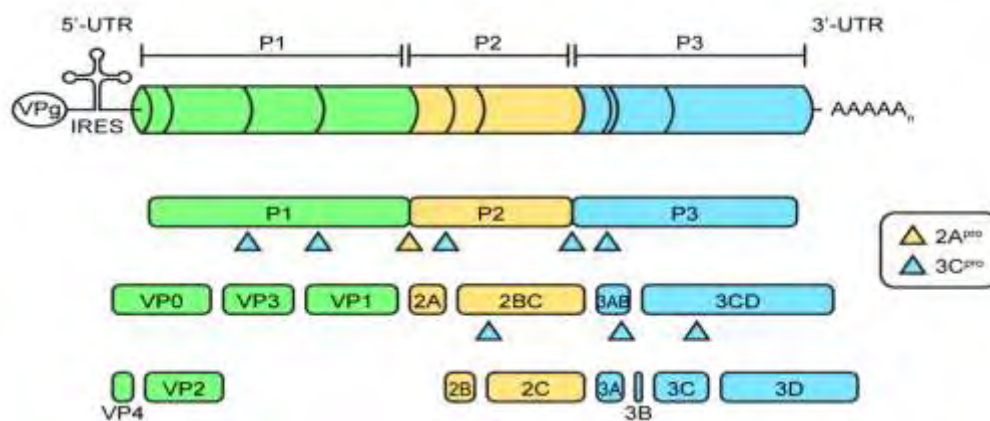 5'-UTR
P1
P2
P3
3'-UTR
VPg
IRES
AAAAAn
P1
P2
P3
2Apro
3Cpro
VP0
VP3
VP1
2A
2BC
3AB
3CD
VP4
VP2
2B
2C
3A
3B
3C
3D